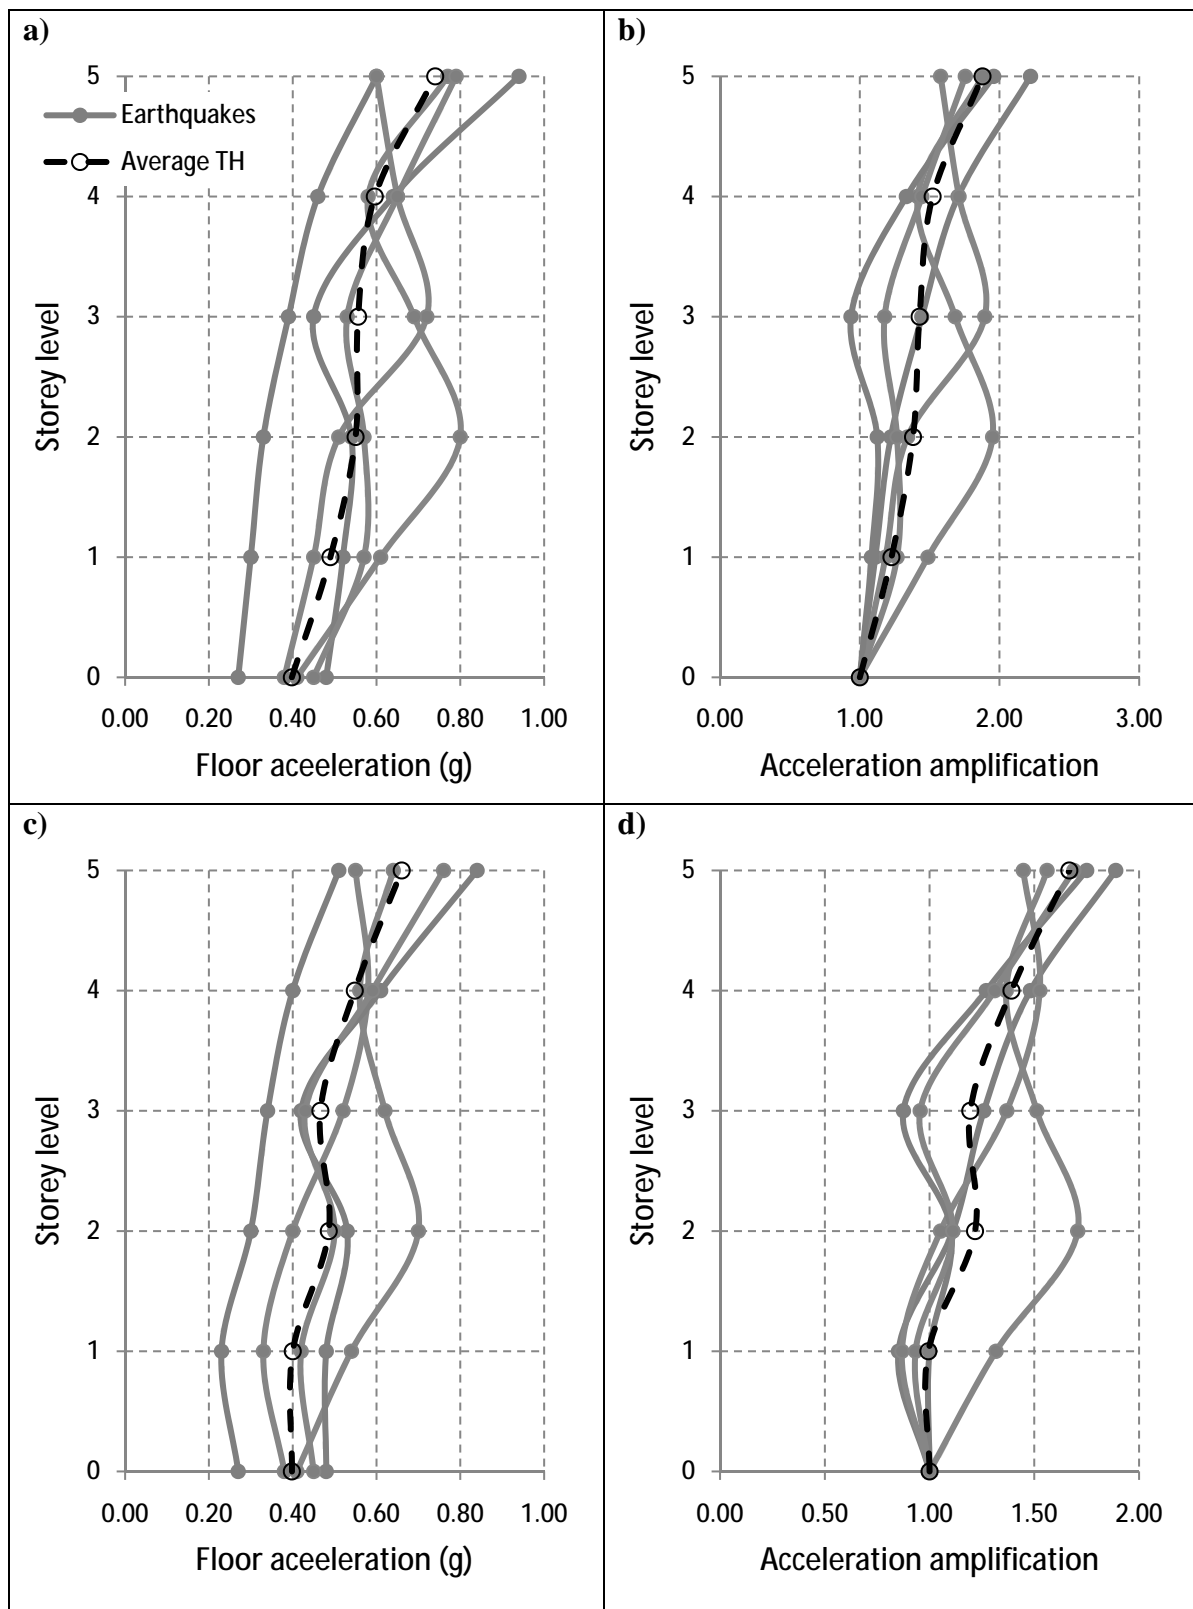 a)
5
4
3
2
1
0
Storey level
Earthquakes
Average TH
0.00 0.20 0.40 0.60 0.80 1.00
Floor aceeleration (g)
b)
5
4
3
2
1
0
Storey level
0.00 1.00 2.00 3.00
Acceleration amplification
c)
5
4
3
2
1
0
Storey level
0.00 0.20 0.40 0.60 0.80 1.00
Floor aceeleration (g)
d)
5
4
3
2
1
0
Storey level
0.00 0.50 1.00 1.50 2.00
Acceleration amplification